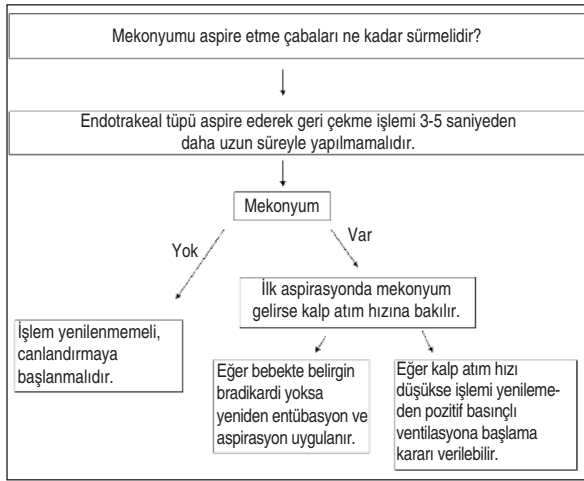 Mekonyumu aspire etme çabaları ne kadar sürmelidir?
Endotrakeal tüpü aspire ederek geri çekme işlemi 3-5 saniyeden
daha uzun süreyle yapılmamalıdır.
Mekonyum
Yok
Var
İlk aspirasyonda mekonyum
gelirse kalp atım hızına bakılır.
İşlem yenilenmemeli,
canlandırmaya
başlanmalıdır.
Eğer bebekte belirgin
bradikardi yoksa
yeniden entübasyon ve
aspirasyon uygulanır.
Eğer kalp atım hızı
düşükse işlemi yenileme-
den pozitif basınçlı
ventilasyona başlama
kararı verilebilir.